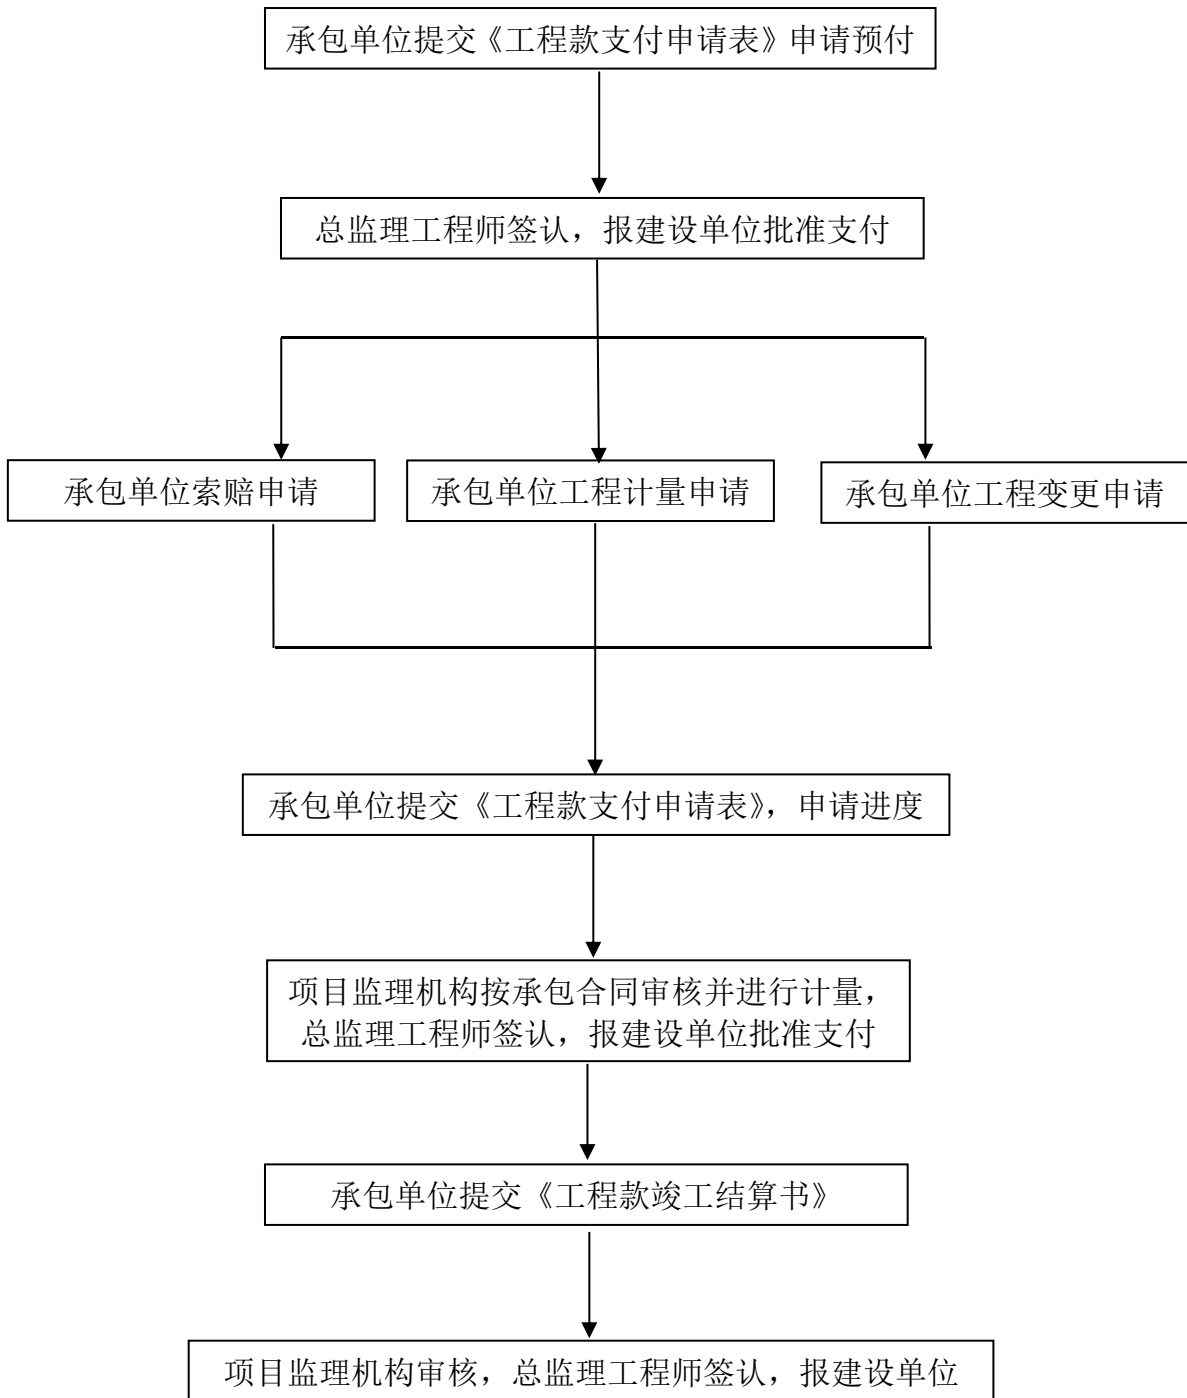 承包单位提交《工程款支付申请表》申请预付
总监理工程师签认，报建设单位批准支付
承包单位索赔申请
承包单位工程计量申请
承包单位工程变更申请
承包单位提交《工程款支付申请表》，申请进度
项目监理机构按承包合同审核并进行计量，
总监理工程师签认，报建设单位批准支付
承包单位提交《工程款竣工结算书》
项目监理机构审核，总监理工程师签认，报建设单位